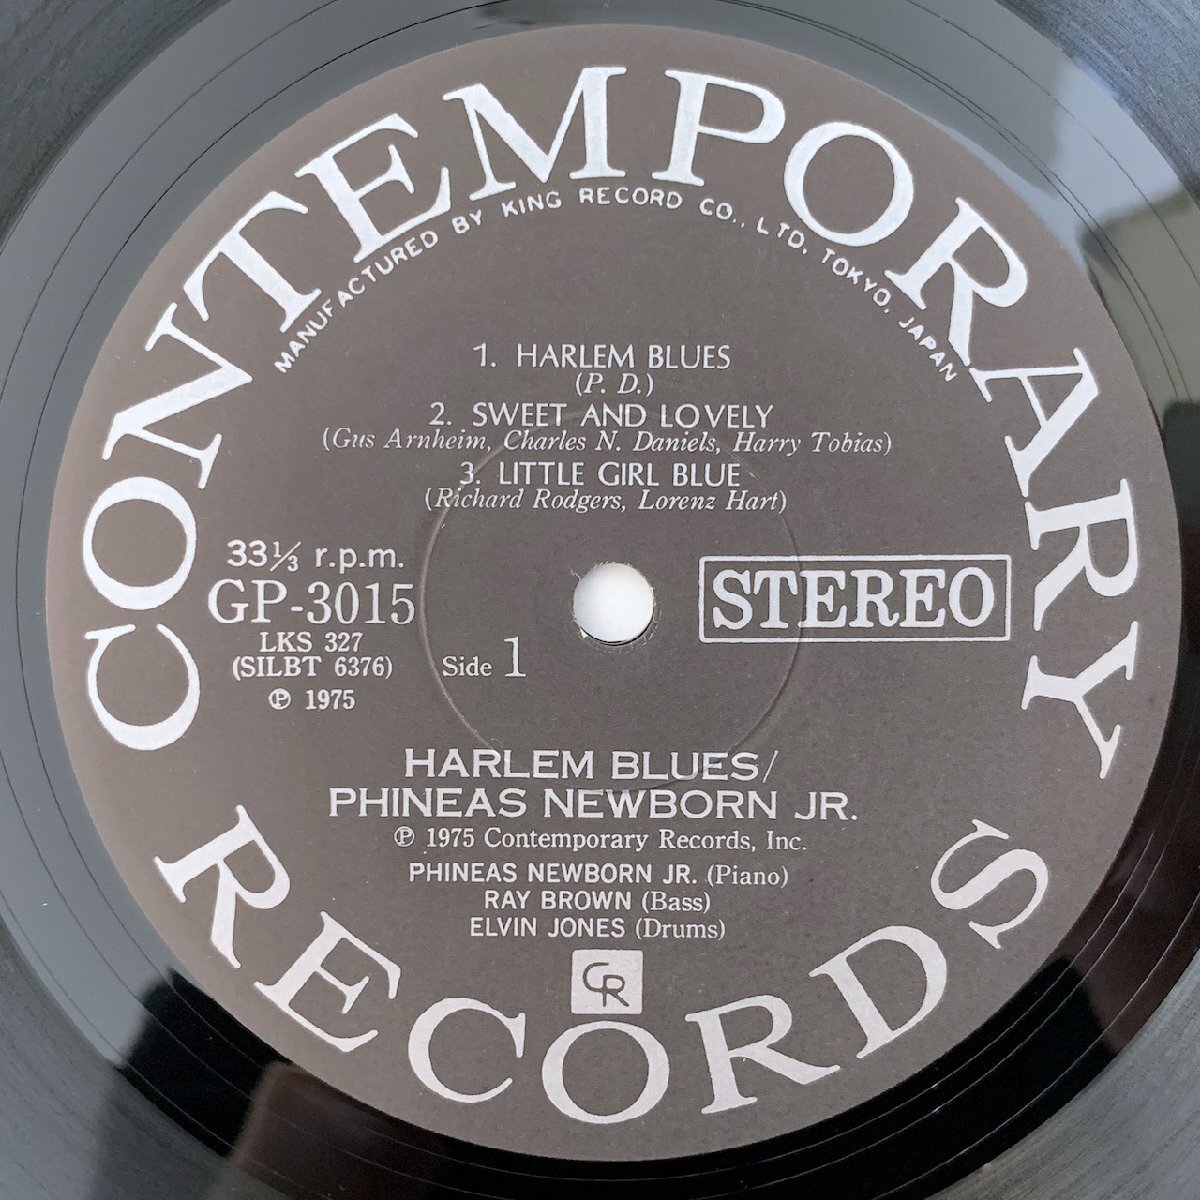 CONTEMPORARY
MANUFACTURED BY KING RECORD CO., LTD. TOKYO, JAPAN
1. HARLEM BLUES
(P. D.)
2. SWEET AND LOVELY
(Gus Arnheim, Charles N. Daniels, Harry Tobias)
3. LITTLE GIRL BLUE
(Richard Rodgers, Lorenz Hart)
33⅓ r.p.m.
GP-3015
LKS 327
(SILBT 6376)
℗ 1975
Side 1
STEREO
HARLEM BLUES/
PHINEAS NEWBORN JR.
℗ 1975 Contemporary Records, Inc.
PHINEAS NEWBORN JR. (Piano)
RAY BROWN (Bass)
ELVIN JONES (Drums)
CR
RECORDS